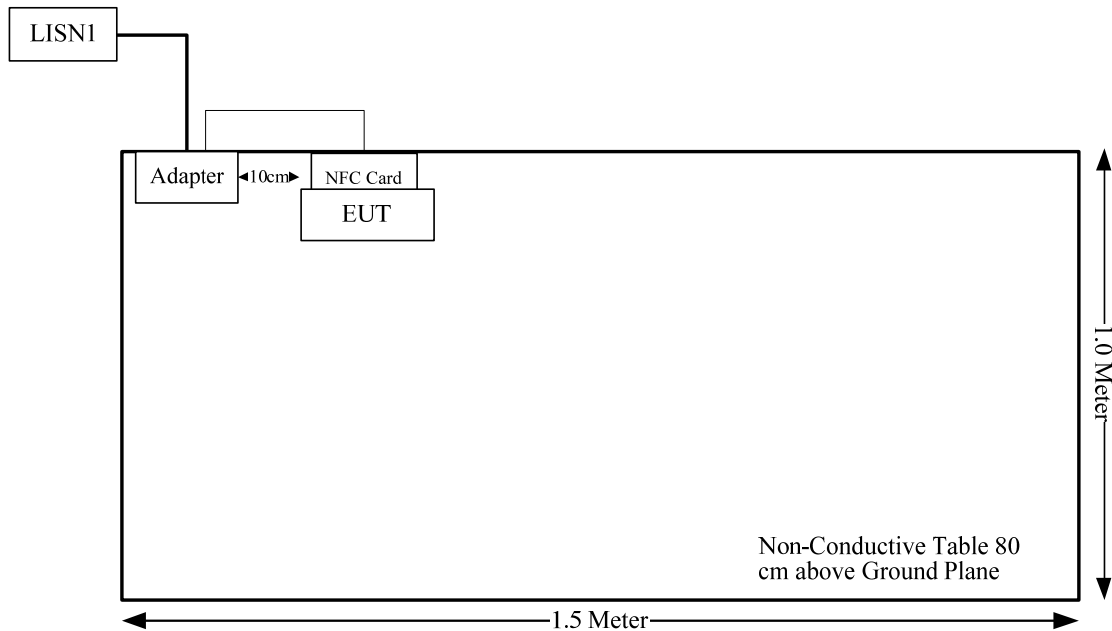 LISN1
Adapter
10cm
NFC Card
EUT
1.0 Meter
Non-Conductive Table 80
cm above Ground Plane
1.5 Meter